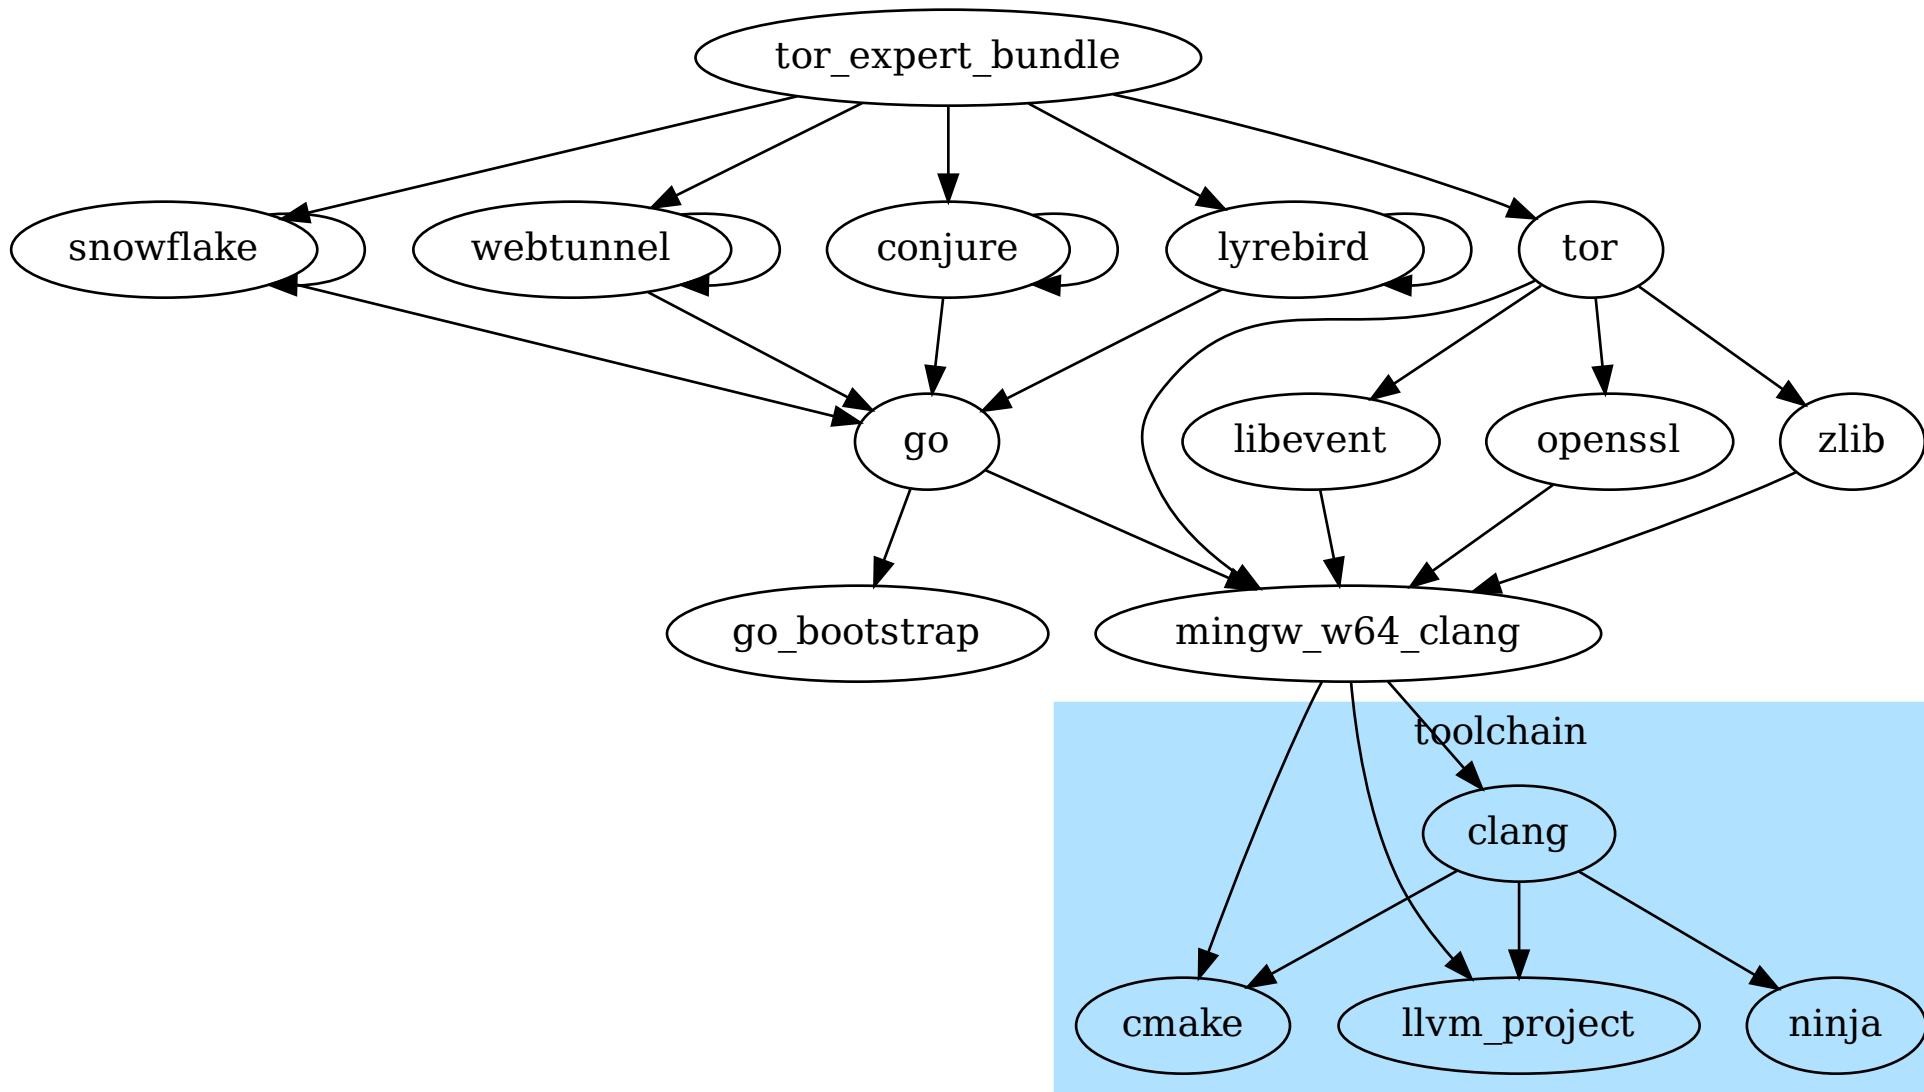 tor_expert_bundle
snowflake
webtunnel
conjure
lyrebird
tor
go
libevent
openssl
zlib
go_bootstrap
mingw_w64_clang
toolchain
clang
cmake
llvm_project
ninja